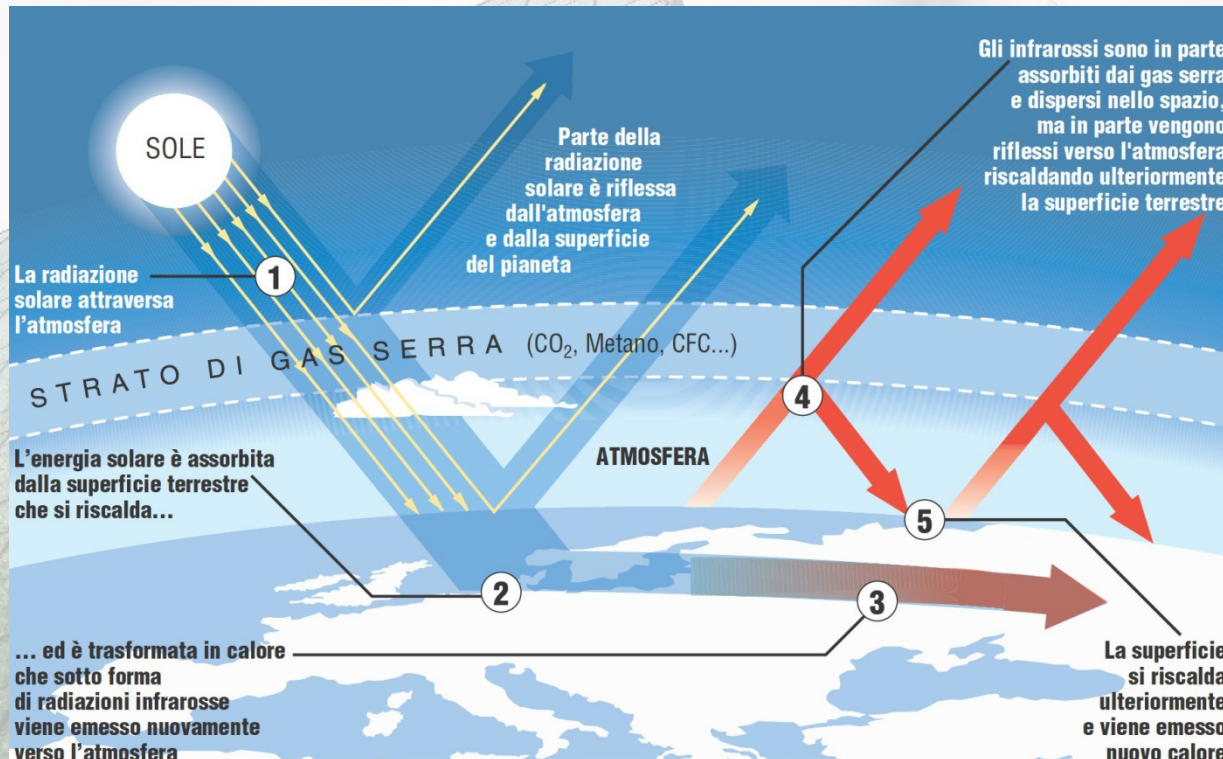 SOLE
1
La radiazione
solare attraversa
l'atmosfera
Parte della
radiazione
solare è riflessa
dall'atmosfera
e dalla superficie
del pianeta
Gli infrarossi sono in parte
assorbiti dai gas serra
e dispersi nello spazio,
ma in parte vengono
riflessi verso l'atmosfera
riscaldando ulteriormente
la superficie terrestre
STRATO DI GAS SERRA (CO₂, Metano, CFC...)
4
ATMOSFERA
L'energia solare è assorbita
dalla superficie terrestre
che si riscalda...
5
2
3
... ed è trasformata in calore
che sotto forma
di radiazioni infrarosse
viene emesso nuovamente
verso l'atmosfera
La superficie
si riscalda
ulteriormente
e viene emesso
nuovo calore